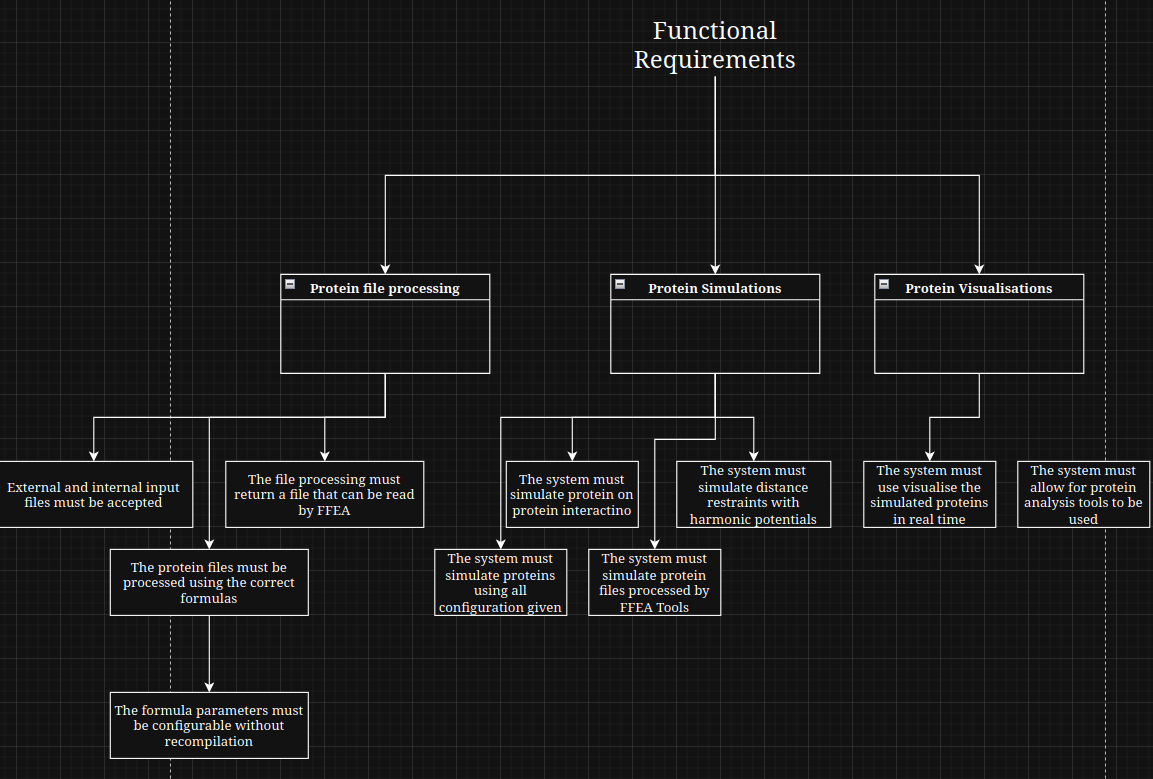 Functional
Requirements
Protein file processing
Protein Simulations
Protein Visualisations
External and internal input
files must be accepted
The file processing must
return a file that can be read
by FFEA
The system must
simulate protein on
protein interactino
The system must
simulate distance
restraints with
harmonic potentials
The system must
use visualise the
simulated proteins
in real time
The system must
allow for protein
analysis tools to be
used
The protein files must be
processed using the correct
formulas
The system must
simulate proteins
using all
configuration given
The system must
simulate protein
files processed by
FFEA Tools
The formula parameters must
be configurable without
recompilation